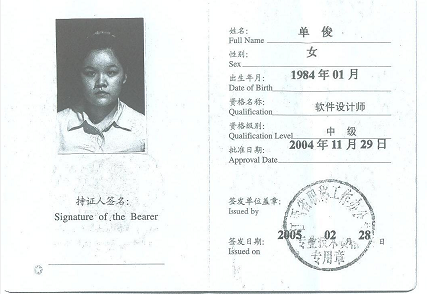 持证人签名:
Signature of the Bearer
姓名: 单 俊
Full Name
性别: 女
Sex
出生年月: 1984 年 01 月
Date of Birth
资格名称: 软件设计师
Qualification
资格级别: 中 级
Qualification Level
批准日期: 2004 年 11 月 29 日
Approval Date
签发单位盖章:
Issued by
签发日期: 2005 年 02 月 28 日
Issued on
专用章